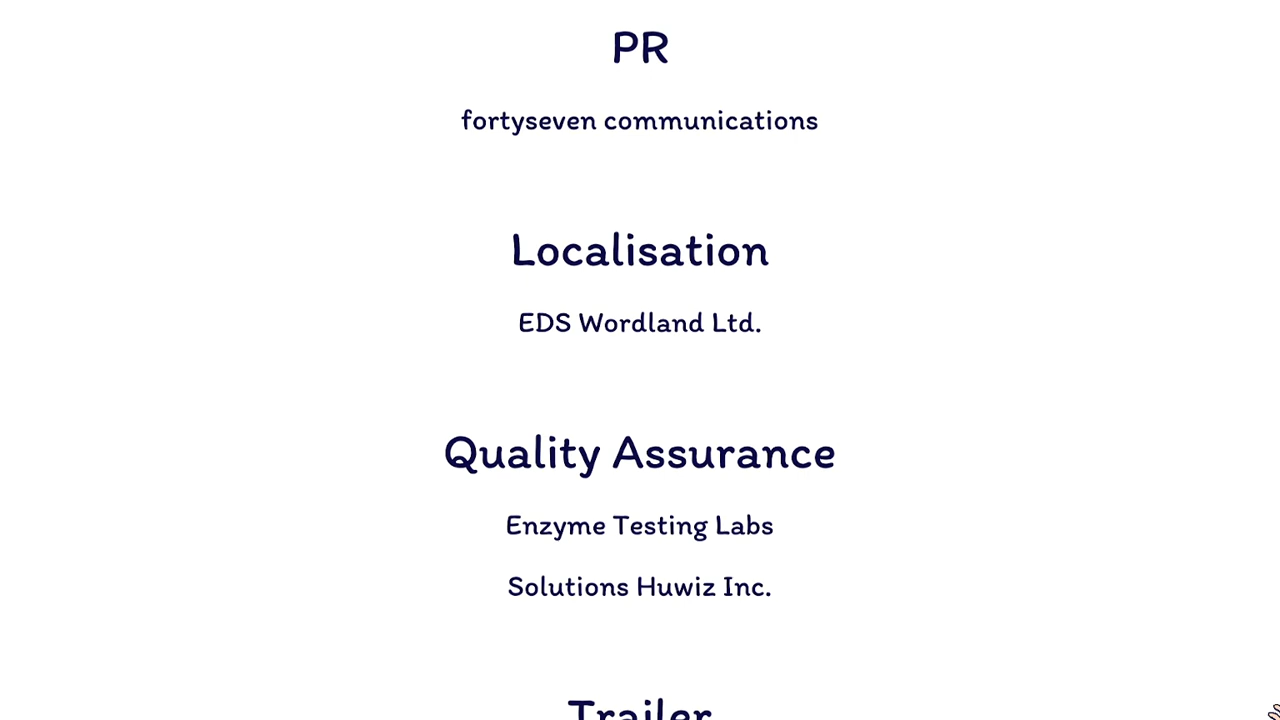 PR
fortyseven communications
Localisation
EDS Wordland Ltd.
Quality Assurance
Enzyme Testing Labs
Solutions Huwiz Inc.
Trailer